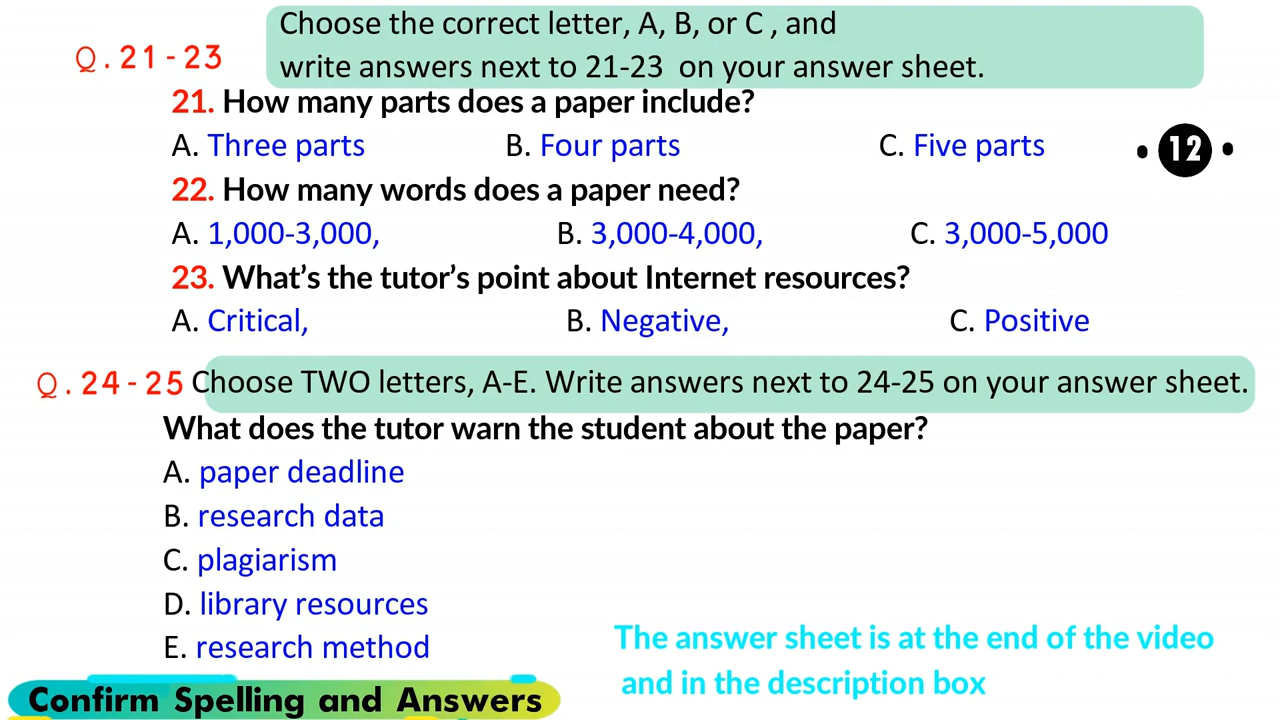 Choose the correct letter, A, B, or C , and
Q.21-23
write answers next to 21-23 on your answer sheet.
21. How many parts does a paper include?
A. Three parts B. Four parts C. Five parts
12
22. How many words does a paper need?
A. 1,000-3,000, B. 3,000-4,000, C. 3,000-5,000
23. What's the tutor's point about Internet resources?
A. Critical, B. Negative, C. Positive
Q.24-25 Choose TWO letters, A-E. Write answers next to 24-25 on your answer sheet.
What does the tutor warn the student about the paper?
A. paper deadline
B. research data
C. plagiarism
D. library resources
E. research method
The answer sheet is at the end of the video
and in the description box
Confirm Spelling and Answers